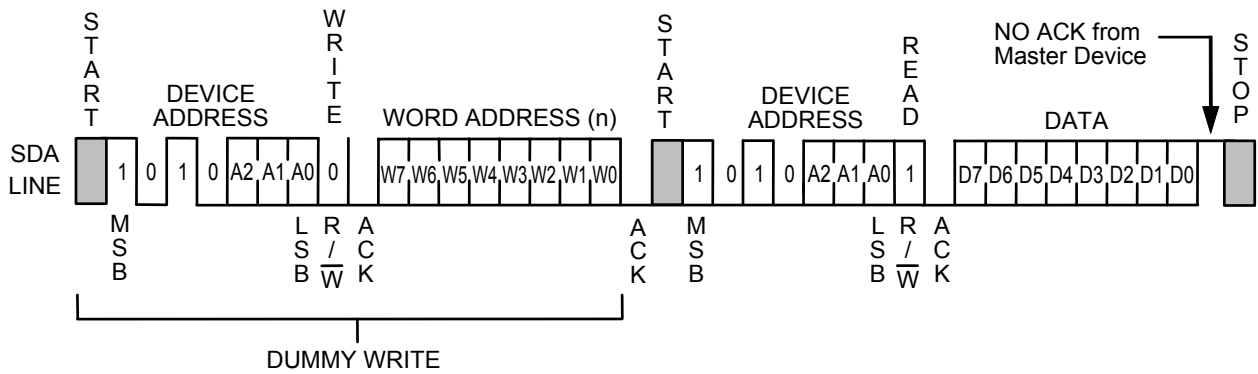 START
WRITE
START
READ
NO ACK from
Master Device
STOP
DEVICE
ADDRESS
WORD ADDRESS (n)
DEVICE
ADDRESS
DATA
SDA
LINE
1 0 1 0 A2 A1 A0 0 W7 W6 W5 W4 W3 W2 W1 W0 1 0 1 0 A2 A1 A0 1 D7 D6 D5 D4 D3 D2 D1 D0
MSB
LSB
R/W
ACK
ACK
MSB
LSB
R/W
ACK
DUMMY WRITE